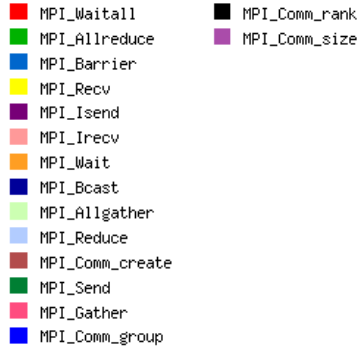 MPI_Waitall
MPI_Allreduce
MPI_Barrier
MPI_Recv
MPI_Isend
MPI_Irecv
MPI_Wait
MPI_Bcast
MPI_Allgather
MPI_Reduce
MPI_Comm_create
MPI_Send
MPI_Gather
MPI_Comm_group
MPI_Comm_rank
MPI_Comm_size